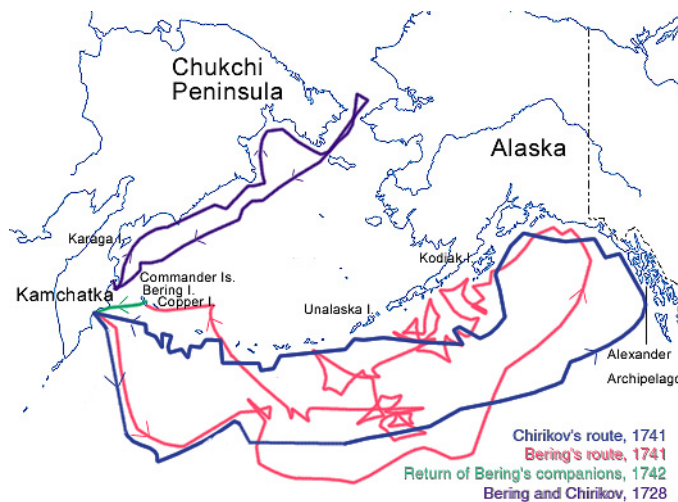 Chukchi
Peninsula
Alaska
Karaga I.
Kodiak I.
Commander Is.
Bering I.
Copper I.
Kamchatka
Unalaska I.
Alexander
Archipelago
Chirikov's route, 1741
Bering's route, 1741
Return of Bering's companions, 1742
Bering and Chirikov, 1728